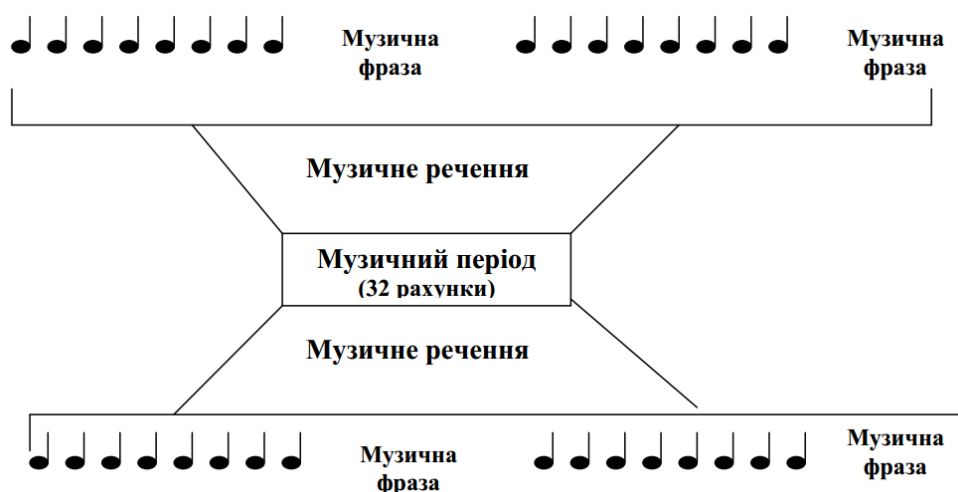 Музична
фраза
Музична
фраза
Музичне речення
Музичний період
(32 рахунки)
Музичне речення
Музична
фраза
Музична
фраза